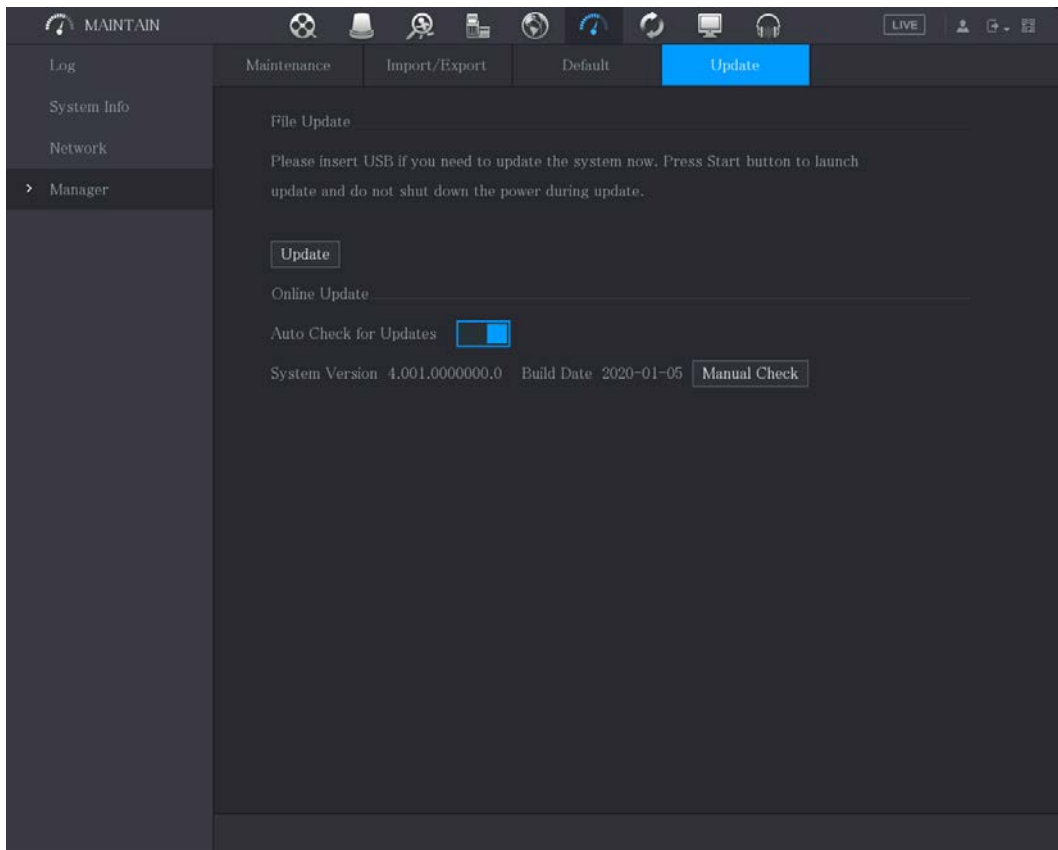 MAINTAIN
LIVE
Log
System Info
Network
Manager
Maintenance Import/Export Default Update
File Update
Please insert USB if you need to update the system now. Press Start button to launch
update and do not shut down the power during update.
Update
Online Update
Auto Check for Updates
System Version 4.001.0000000.0 Build Date 2020-01-05 Manual Check